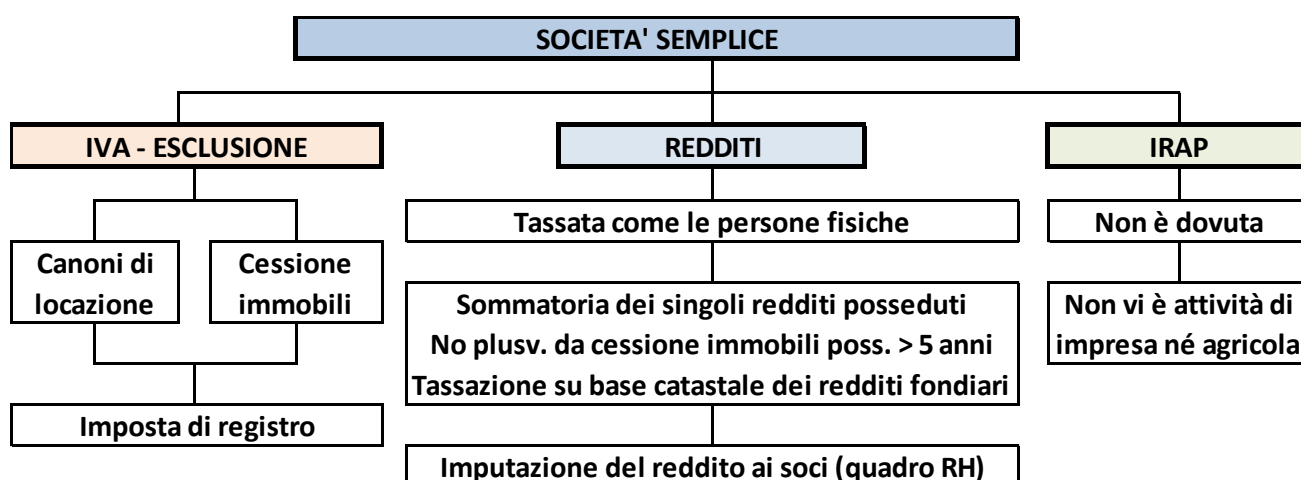 SOCIETA' SEMPLICE
IVA - ESCLUSIONE
REDDITI
IRAP
Tassata come le persone fisiche
Non è dovuta
Canoni di
locazione
Cessione
immobili
Sommatoria dei singoli redditi posseduti
No plusv. da cessione immobili poss. > 5 anni
Tassazione su base catastale dei redditi fondiari
Non vi è attività di
impresa né agricola
Imposta di registro
Imputazione del reddito ai soci (quadro RH)